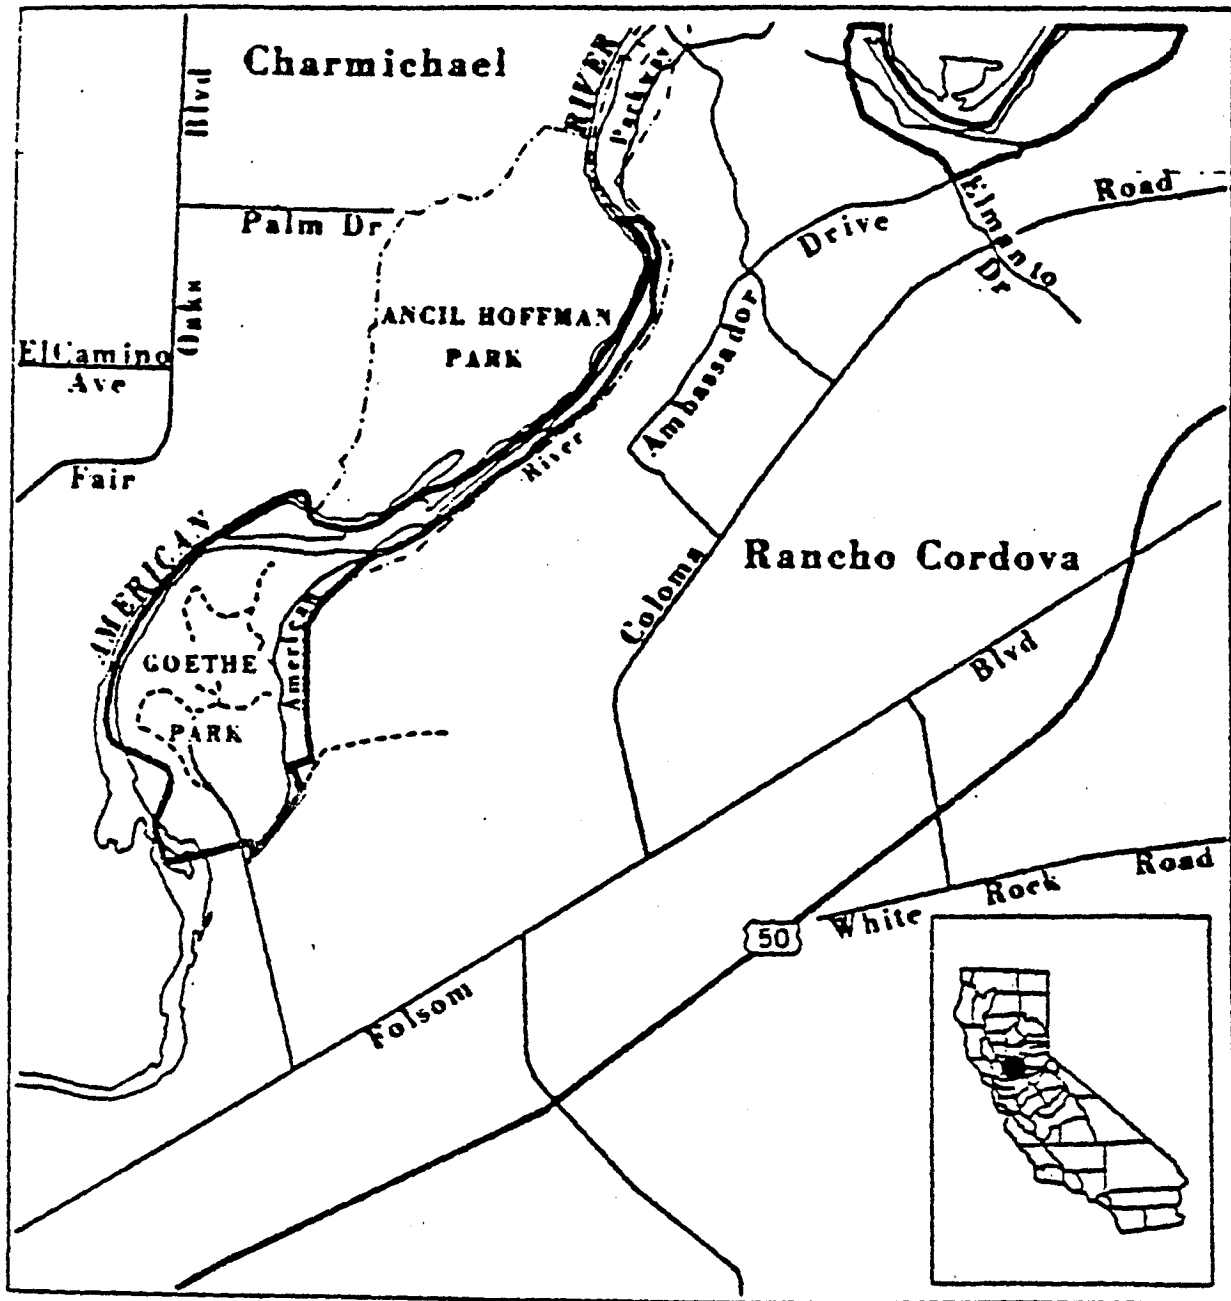 Charmichael
RIVER
Parkway
Blvd
Palm Dr
Oaks
El Camino
Ave
Fair
ANCIL HOFFMAN
PARK
Drive
Elmanto
Dr
Road
Ambassador
River
AMERICAN
American
GOETHE
PARK
Coloma
Rancho Cordova
Blvd
Folsom
50
White Rock Road